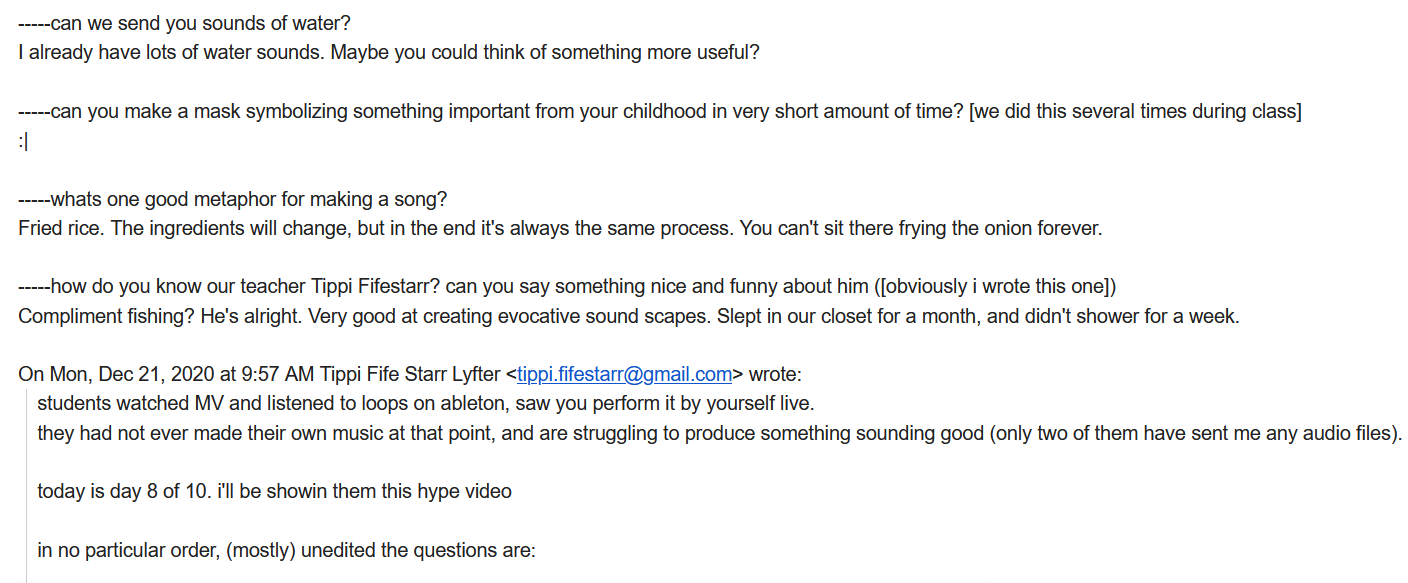 -----can we send you sounds of water?
I already have lots of water sounds. Maybe you could think of something more useful?
-----can you make a mask symbolizing something important from your childhood in very short amount of time? [we did this several times during class]
:|
-----whats one good metaphor for making a song?
Fried rice. The ingredients will change, but in the end it's always the same process. You can't sit there frying the onion forever.
-----how do you know our teacher Tippi Fifestarr? can you say something nice and funny about him ([obviously i wrote this one])
Compliment fishing? He's alright. Very good at creating evocative sound scapes. Slept in our closet for a month, and didn't shower for a week.
On Mon, Dec 21, 2020 at 9:57 AM Tippi Fife Starr Lyfter <tippi.fifestarr@gmail.com> wrote:
students watched MV and listened to loops on ableton, saw you perform it by yourself live.
they had not ever made their own music at that point, and are struggling to produce something sounding good (only two of them have sent me any audio files).
today is day 8 of 10. i'll be showin them this hype video
in no particular order, (mostly) unedited the questions are: